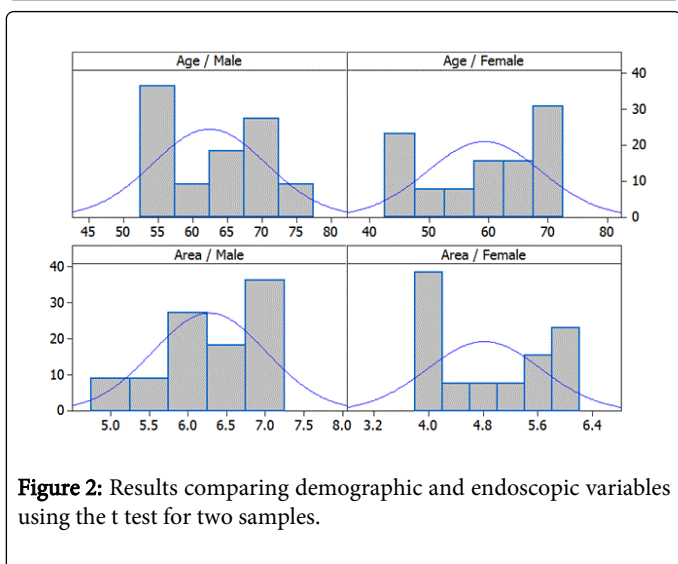 Age / Male
Age / Female
40
30
20
10
0
45 50 55 60 65 70 75 80
40 50 60 70 80
Area / Male
Area / Female
40
30
20
10
0
5.0 5.5 6.0 6.5 7.0 7.5 8.0
3.2 4.0 4.8 5.6 6.4
Figure 2: Results comparing demographic and endoscopic variables
using the t test for two samples.